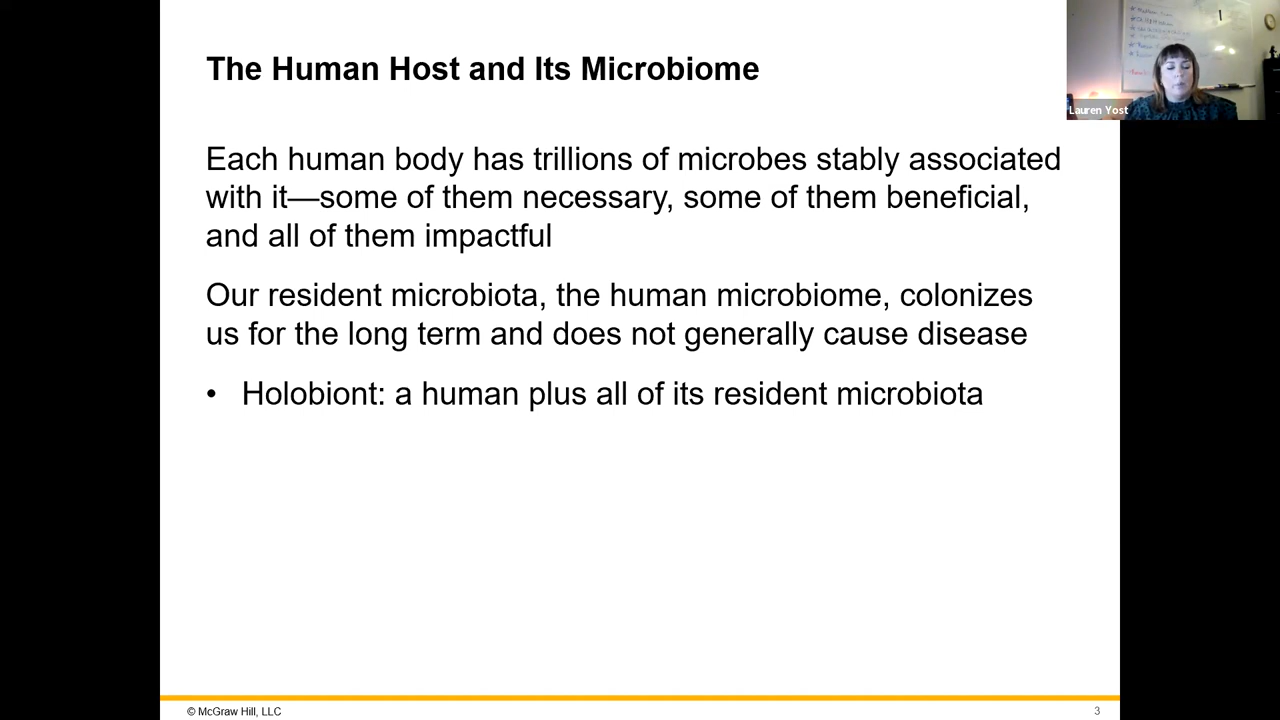 The Human Host and Its Microbiome
Lauren Yost
Each human body has trillions of microbes stably associated
with it—some of them necessary, some of them beneficial,
and all of them impactful
Our resident microbiota, the human microbiome, colonizes
us for the long term and does not generally cause disease
• Holobiont: a human plus all of its resident microbiota
© McGraw Hill, LLC
3